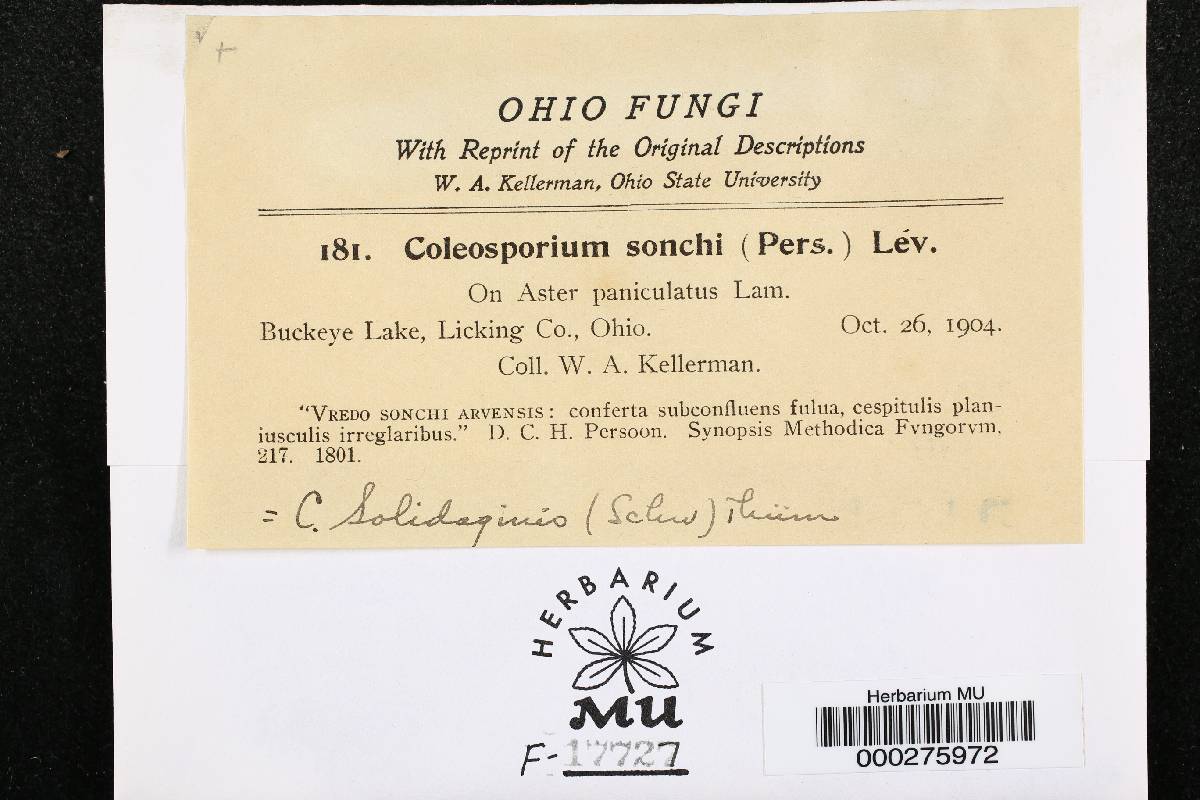 OHIO FUNGI
With Reprint of the Original Descriptions
W. A. Kellerman, Ohio State University
181. Coleosporium sonchi (Pers.) Lév.
On Aster paniculatus Lam.
Buckeye Lake, Licking Co., Ohio. Oct. 26, 1904.
Coll. W. A. Kellerman.
"VREDO SONCHI ARVENSIS: conferta subconfluens fulua, cespitulis plan-
iusculis irreglaribus." D. C. H. Persoon. Synopsis Methodica Fvngorvm,
217. 1801.
= C. Solidaginis (Schw) Thüm
HERBARIUM
MU
F-17727
Herbarium MU
000275972